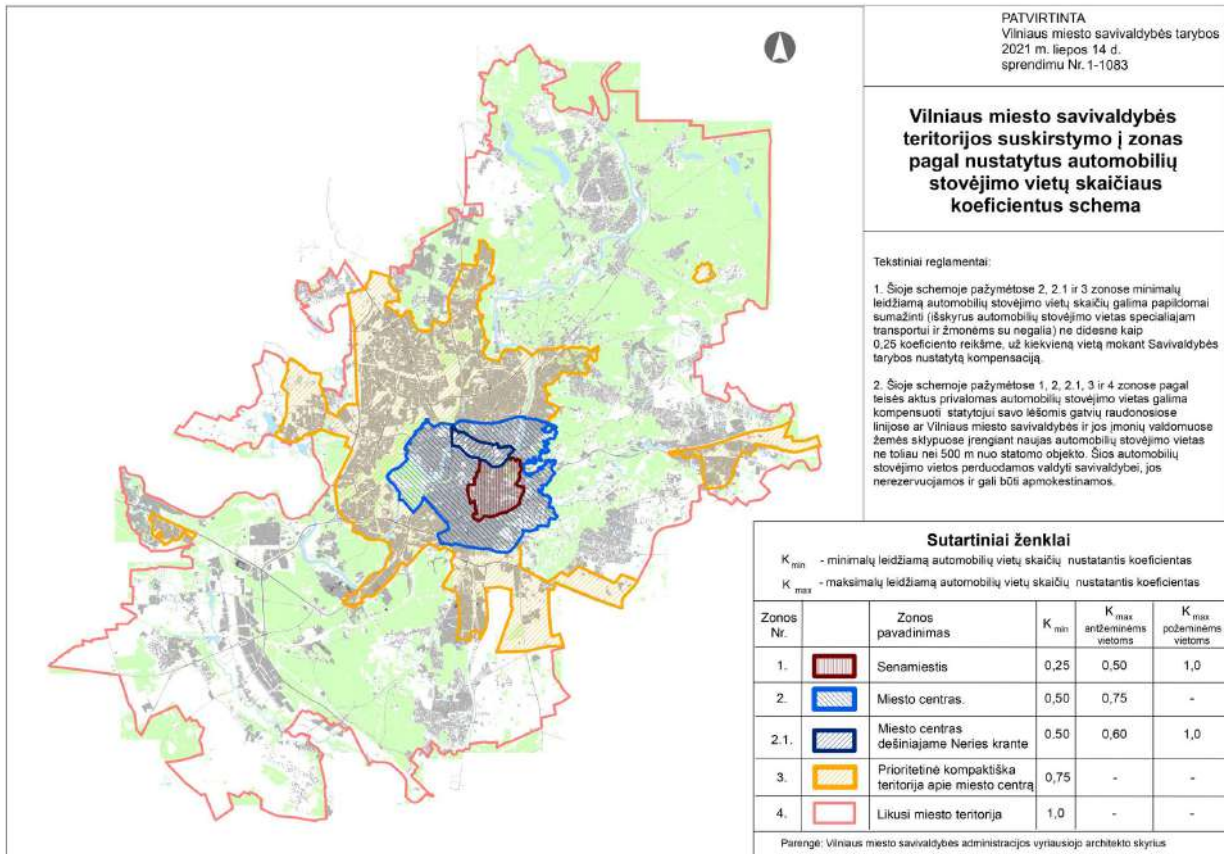 PATVIRTINTA
Vilniaus miesto savivaldybės tarybos
2021 m. liepos 14 d.
sprendimu Nr. 1-1083
Vilniaus miesto savivaldybės
teritorijos suskirstymo į zonas
pagal nustatytus automobilių
stovėjimo vietų skaičiaus
koeficientus schema
Tekstiniai reglamentai:
1. Šioje schemoje pažymėtose 2, 2.1 ir 3 zonose minimalų
leidžiamą automobilių stovėjimo vietų skaičių galima papildomai
sumažinti (išskyrus automobilių stovėjimo vietas specialiajam
transportui ir žmonėms su negalia) ne didesne kaip
0,25 koeficiento reikšme, už kiekvieną vietą mokant Savivaldybės
tarybos nustatytą kompensaciją.
2. Šioje schemoje pažymėtose 1, 2, 2.1, 3 ir 4 zonose pagal
teisės aktus privalomas automobilių stovėjimo vietas galima
kompensuoti statytojui savo lėšomis gatvių raudonosiose
linijose ar Vilniaus miesto savivaldybės ir jos įmonių valdomuose
žemės sklypuose įrengiant naujas automobilių stovėjimo vietas
ne toliau nei 500 m nuo statomo objekto. Šios automobilių
stovėjimo vietos perduodamos valdyti savivaldybei, jos
nerezervuojamos ir gali būti apmokestinamos.
Sutartiniai ženklai
K min - minimalų leidžiamą automobilių vietų skaičių nustatantis koeficientas
K max - maksimalų leidžiamą automobilių vietų skaičių nustatantis koeficientas
Zonos Nr. Zonos pavadinimas K min K max antžeminėms vietoms K max požeminėms vietoms
1. Senamiestis 0,25 0,50 1,0
2. Miesto centras. 0,50 0,75 -
2.1. Miesto centras dešiniajame Neries krante 0.50 0,60 1,0
3. Prioritetinė kompaktiška teritorija apie miesto centrą 0,75 - -
4. Likusi miesto teritorija 1,0 - -
Parengė: Vilniaus miesto savivaldybės administracijos vyriausiojo architekto skyrius